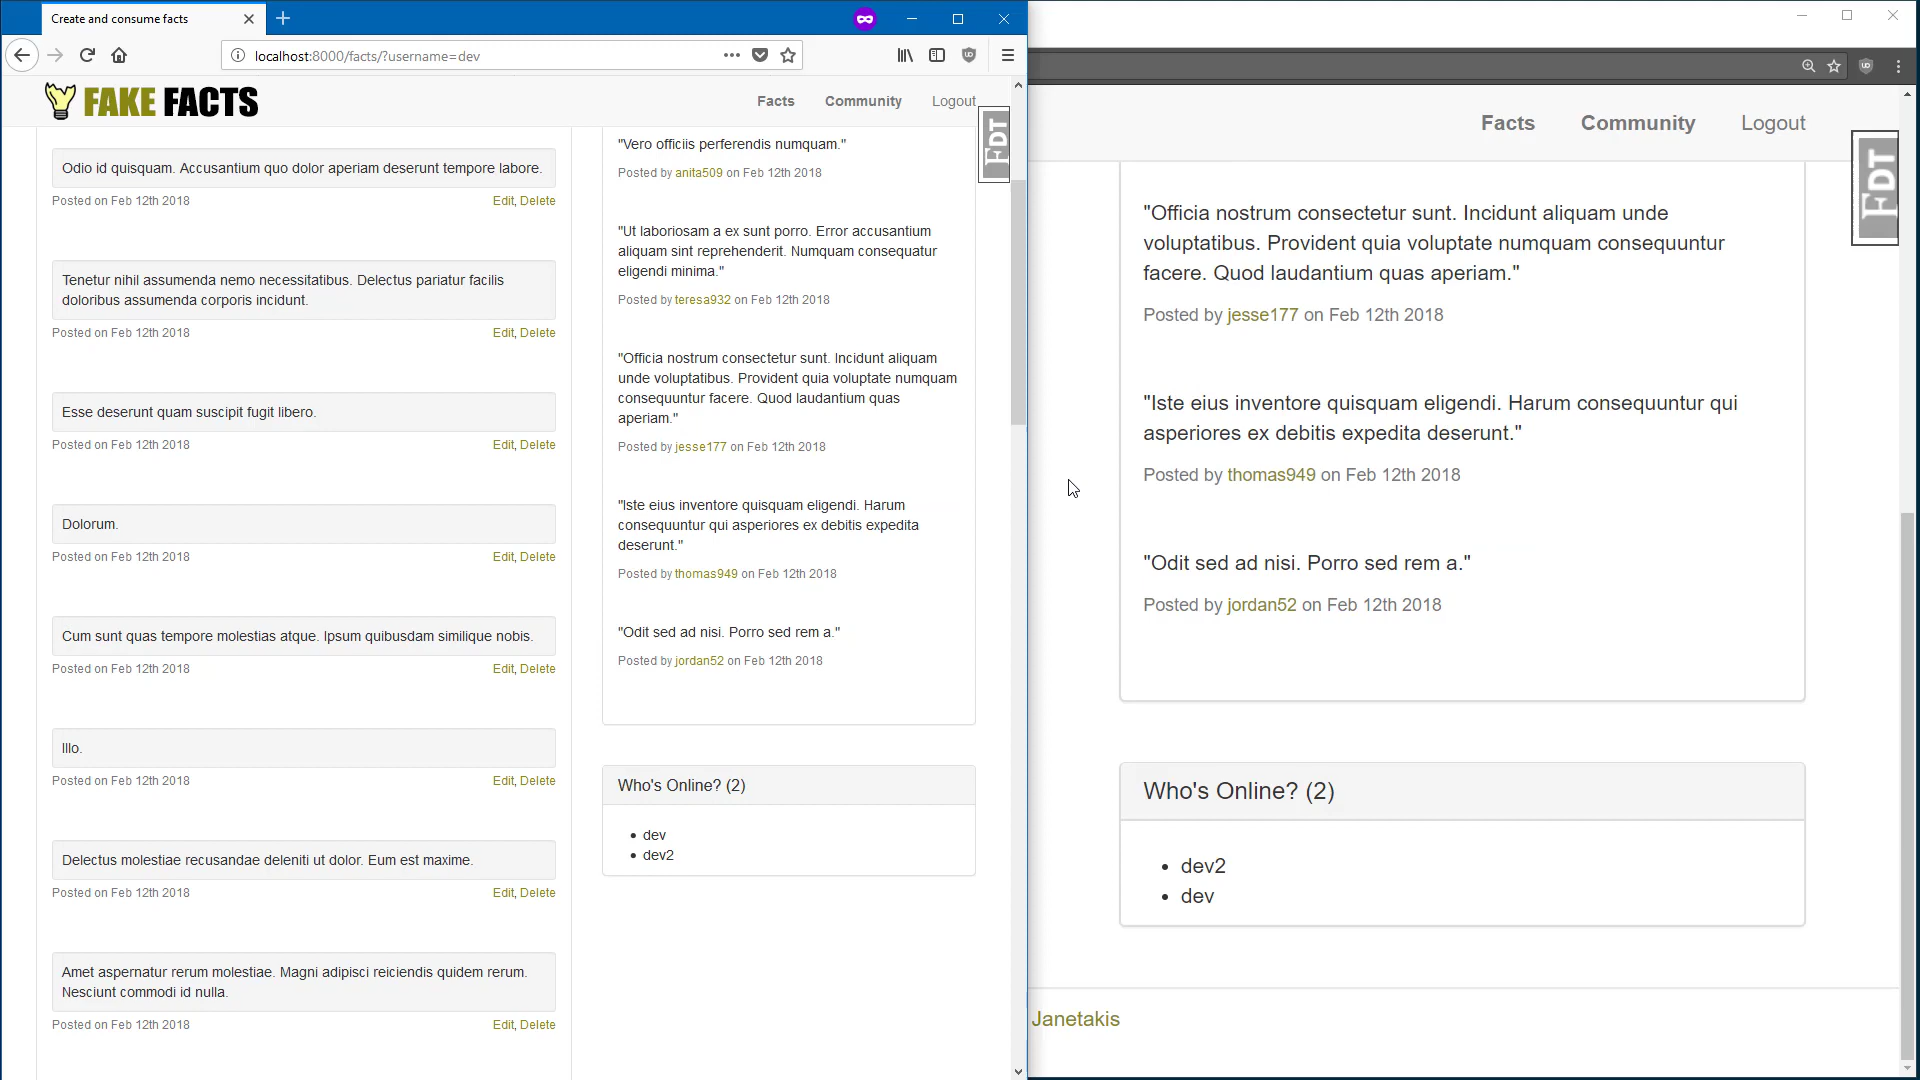 Create and consume facts
localhost:8000/facts/?username=dev
FAKE FACTS
Facts
Community
Logout
FDT
Odio id quisquam. Accusantium quo dolor aperiam deserunt tempore labore.
Posted on Feb 12th 2018
Edit, Delete
Tenetur nihil assumenda nemo necessitatibus. Delectus pariatur facilis
doloribus assumenda corporis incidunt.
Posted on Feb 12th 2018
Edit, Delete
Esse deserunt quam suscipit fugit libero.
Posted on Feb 12th 2018
Edit, Delete
Dolorum.
Posted on Feb 12th 2018
Edit, Delete
Cum sunt quas tempore molestias atque. Ipsum quibusdam similique nobis.
Posted on Feb 12th 2018
Edit, Delete
Illo.
Posted on Feb 12th 2018
Edit, Delete
Delectus molestiae recusandae deleniti ut dolor. Eum est maxime.
Posted on Feb 12th 2018
Edit, Delete
Amet aspernatur rerum molestiae. Magni adipisci reiciendis quidem rerum.
Nesciunt commodi id nulla.
Posted on Feb 12th 2018
Edit, Delete
"Vero officiis perferendis numquam."
Posted by anita509 on Feb 12th 2018
"Ut laboriosam a ex sunt porro. Error accusantium
aliquam sint reprehenderit. Numquam consequatur
eligendi minima."
Posted by teresa932 on Feb 12th 2018
"Officia nostrum consectetur sunt. Incidunt aliquam
unde voluptatibus. Provident quia voluptate numquam
consequuntur facere. Quod laudantium quas
aperiam."
Posted by jesse177 on Feb 12th 2018
"Iste eius inventore quisquam eligendi. Harum
consequuntur qui asperiores ex debitis expedita
deserunt."
Posted by thomas949 on Feb 12th 2018
"Odit sed ad nisi. Porro sed rem a."
Posted by jordan52 on Feb 12th 2018
Who's Online? (2)
dev
dev2
Facts
Community
Logout
FDT
"Officia nostrum consectetur sunt. Incidunt aliquam unde
voluptatibus. Provident quia voluptate numquam consequuntur
facere. Quod laudantium quas aperiam."
Posted by jesse177 on Feb 12th 2018
"Iste eius inventore quisquam eligendi. Harum consequuntur qui
asperiores ex debitis expedita deserunt."
Posted by thomas949 on Feb 12th 2018
"Odit sed ad nisi. Porro sed rem a."
Posted by jordan52 on Feb 12th 2018
Who's Online? (2)
dev2
dev
Janetakis